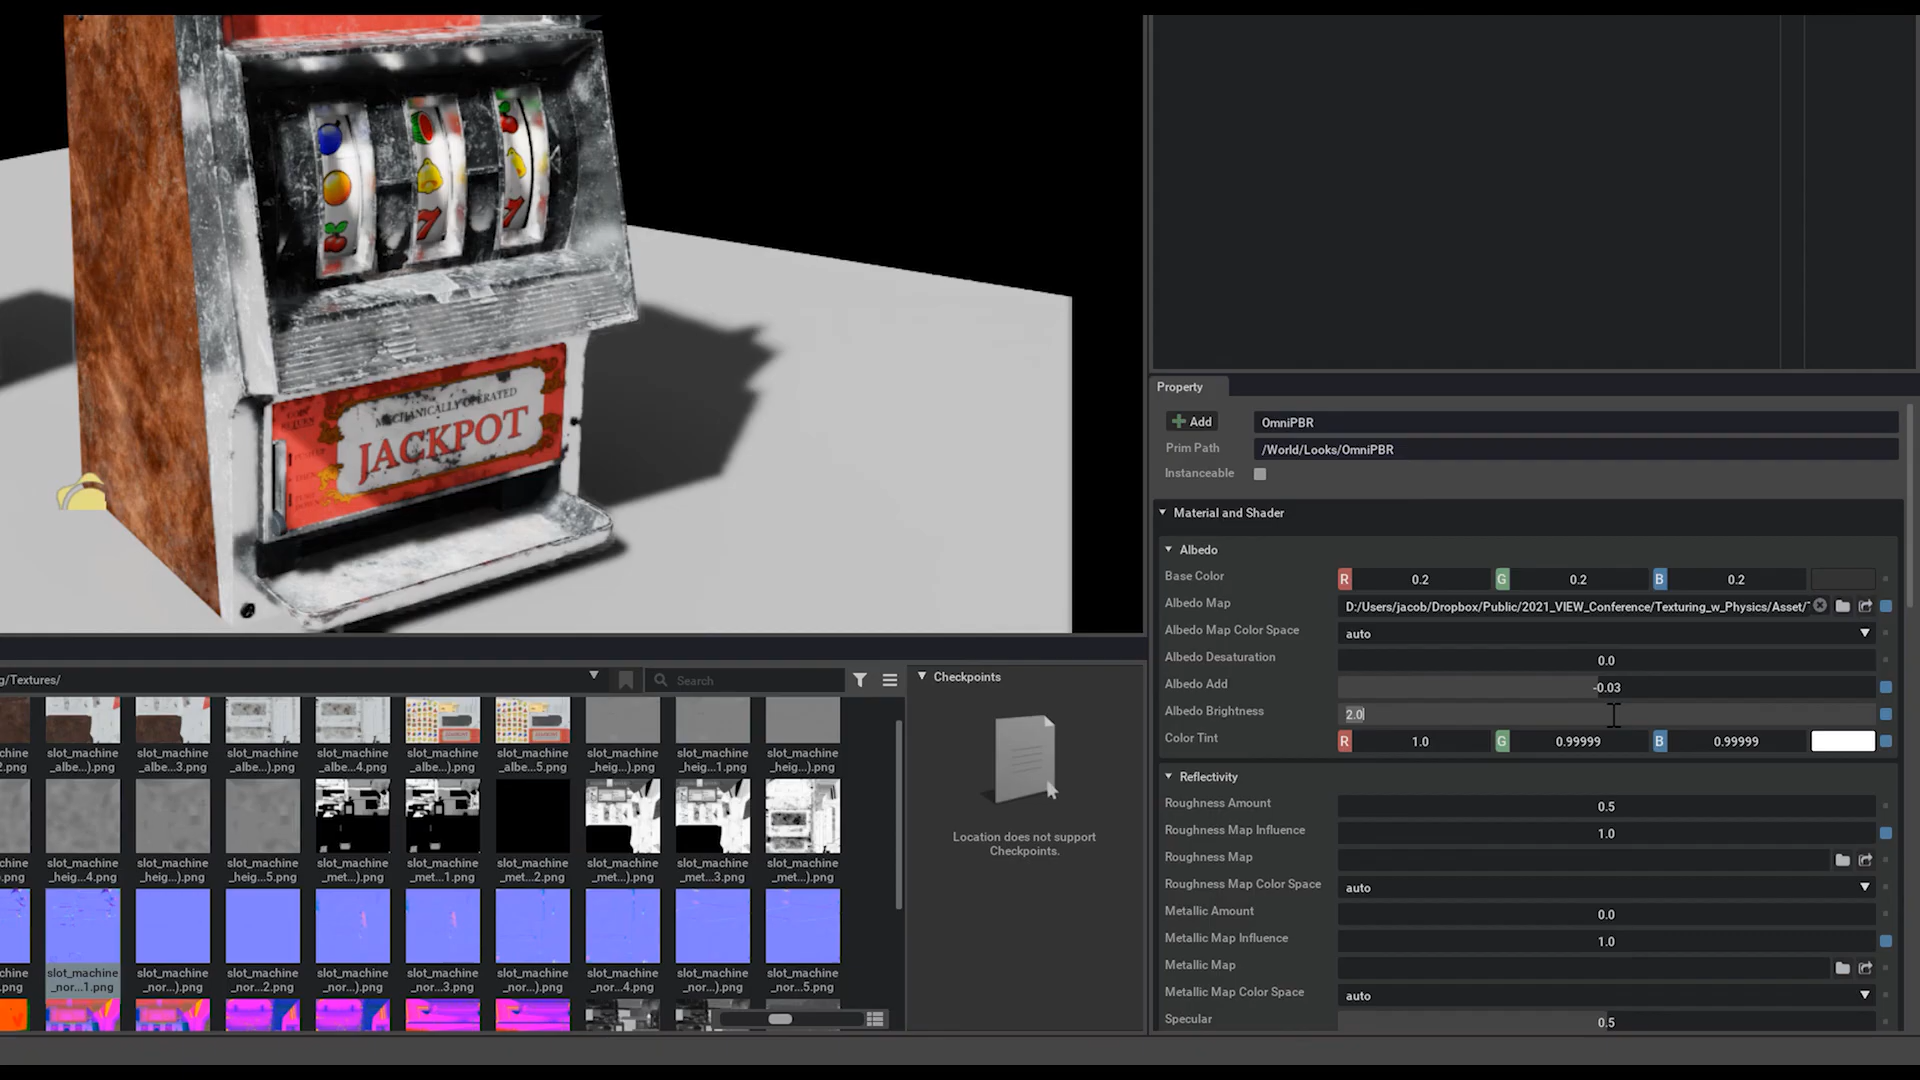 MECHANICALLY OPERATED
JACKPOT
COIN
RETURN
Property
Add
OmniPBR
Prim Path
/World/Looks/OmniPBR
Instanceable
Material and Shader
Albedo
Base Color
R 0.2 G 0.2 B 0.2
Albedo Map
D:/Users/jacob/Dropbox/Public/2021_VIEW_Conference/Texturing_w_Physics/Asset/
Albedo Map Color Space
auto
Albedo Desaturation
0.0
Albedo Add
-0.03
Albedo Brightness
2.0
Color Tint
R 1.0 G 0.99999 B 0.99999
Reflectivity
Roughness Amount
0.5
Roughness Map Influence
1.0
Roughness Map
Roughness Map Color Space
auto
Metallic Amount
0.0
Metallic Map Influence
1.0
Metallic Map
Metallic Map Color Space
auto
Specular
0.5
g/Textures/
Search
Checkpoints
Location does not support
Checkpoints.
chine slot_machine slot_machine slot_machine slot_machine slot_machine slot_machine slot_machine slot_machine slot_machine
2.png _albe...).png _albe...3.png _albe...).png _albe...4.png _albe...).png _albe...5.png _heig...).png _heig...1.png _heig...).png
chine slot_machine slot_machine slot_machine slot_machine slot_machine slot_machine slot_machine slot_machine slot_machine
).png _heig...4.png _heig...).png _heig...5.png _met...).png _met...1.png _met...2.png _met...).png _met...3.png _met...).png
chine slot_machine slot_machine slot_machine slot_machine slot_machine slot_machine slot_machine slot_machine slot_machine
.png _nor...1.png _nor...).png _nor...2.png _nor...).png _nor...3.png _nor...).png _nor...4.png _nor...).png _nor...5.png